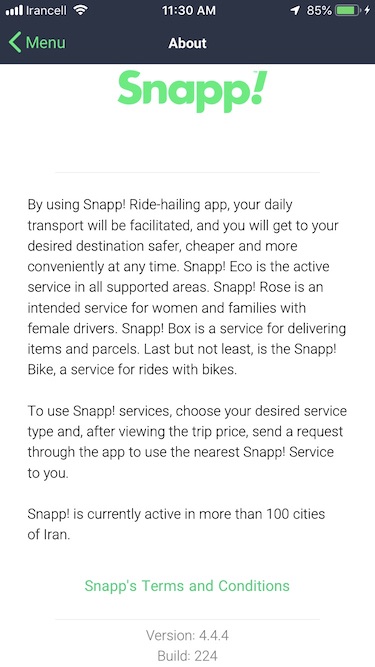 Irancell 11:30 AM 85%
Menu About
Snapp!
By using Snapp! Ride-hailing app, your daily
transport will be facilitated, and you will get to your
desired destination safer, cheaper and more
conveniently at any time. Snapp! Eco is the active
service in all supported areas. Snapp! Rose is an
intended service for women and families with
female drivers. Snapp! Box is a service for delivering
items and parcels. Last but not least, is the Snapp!
Bike, a service for rides with bikes.
To use Snapp! services, choose your desired service
type and, after viewing the trip price, send a request
through the app to use the nearest Snapp! Service
to you.
Snapp! is currently active in more than 100 cities
of Iran.
Snapp's Terms and Conditions
Version: 4.4.4
Build: 224